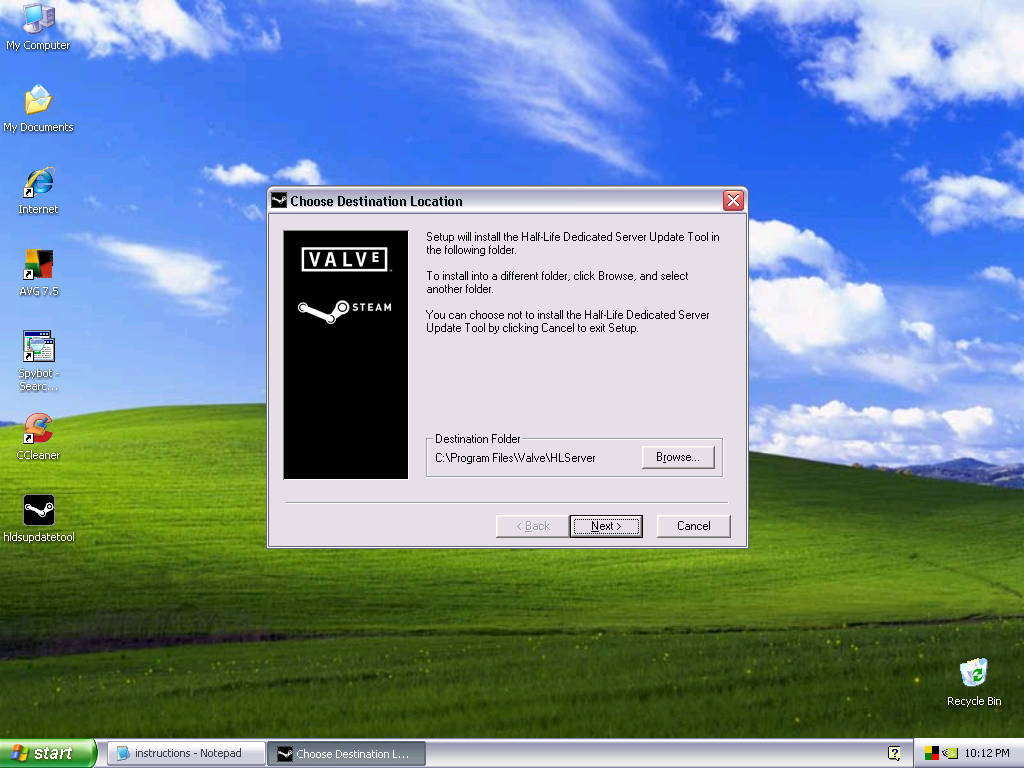 My Computer
My Documents
Internet
AVG 7.5
Spybot -
Searc...
CCleaner
hldsupdatetool
Choose Destination Location
VALVE
STEAM
Setup will install the Half-Life Dedicated Server Update Tool in
the following folder.
To install into a different folder, click Browse, and select
another folder.
You can choose not to install the Half-Life Dedicated Server
Update Tool by clicking Cancel to exit Setup.
Destination Folder
C:\Program Files\Valve\HLServer
Browse...
< Back
Next >
Cancel
Recycle Bin
start
instructions - Notepad
Choose Destination L...
?
10:12 PM